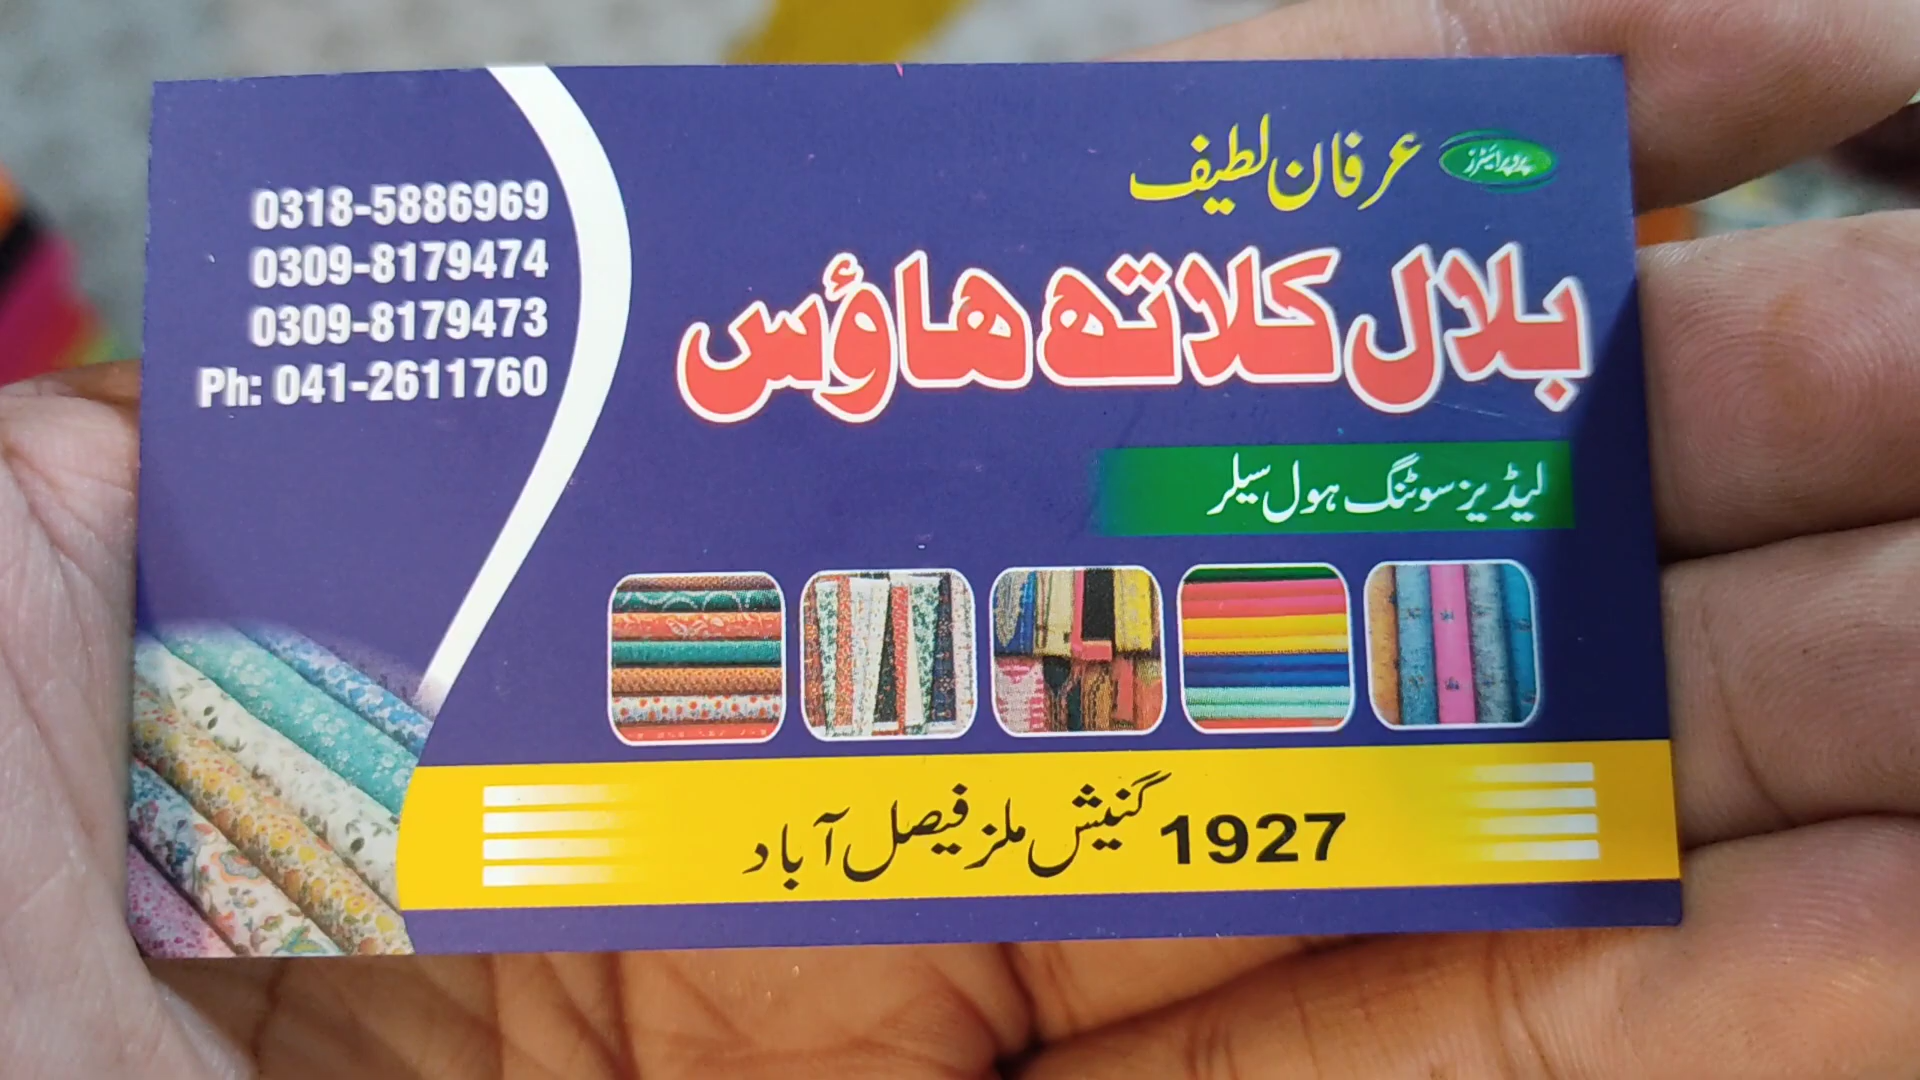 پروپرائیٹرز عرفان لطیف
بلال کلاتھ ہاؤس
لیڈیز سوٹنگ ہول سیلر
0318-5886969
0309-8179474
0309-8179473
Ph: 041-2611760
1927 گنیش ملز فیصل آباد